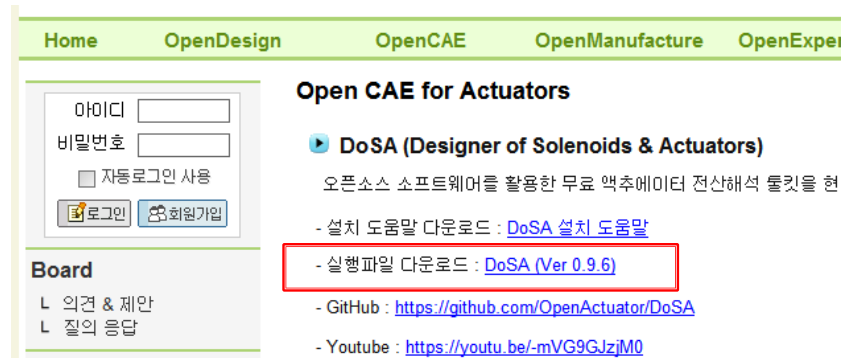 Home OpenDesign OpenCAE OpenManufacture OpenExper
아이디
비밀번호
자동로그인 사용
로그인 회원가입
Board
└ 의견 & 제안
└ 질의 응답
Open CAE for Actuators
DoSA (Designer of Solenoids & Actuators)
오픈소스 소프트웨어를 활용한 무료 액추에이터 전산해석 툴킷을 현
- 설치 도움말 다운로드 : DoSA 설치 도움말
- 실행파일 다운로드 : DoSA (Ver 0.9.6)
- GitHub : https://github.com/OpenActuator/DoSA
- Youtube : https://youtu.be/-mVG9GJzjM0